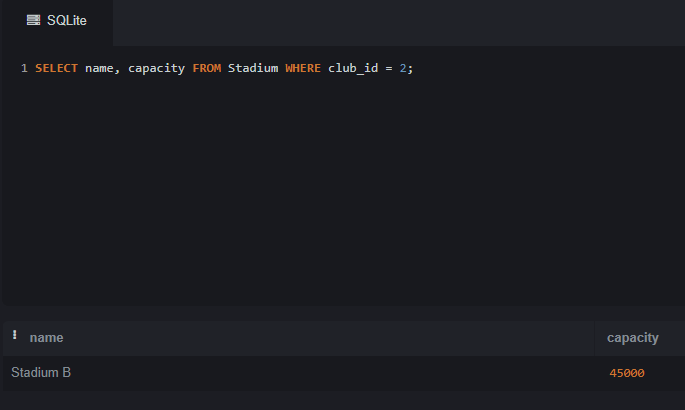 SQLite
1 SELECT name, capacity FROM Stadium WHERE club_id = 2;
name capacity
Stadium B 45000